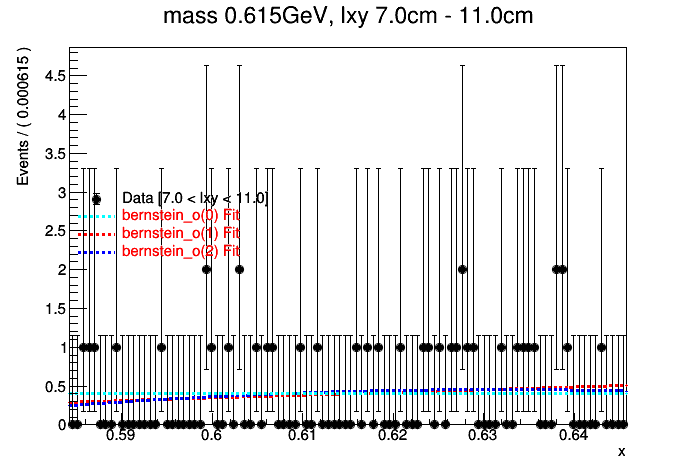 mass 0.615GeV, lxy 7.0cm - 11.0cm
Events / ( 0.000615 )
4.5
4
3.5
3
2.5
2
1.5
1
0.5
0
Data [7.0 < lxy < 11.0]
bernstein_o(0) Fit
bernstein_o(1) Fit
bernstein_o(2) Fit
0.59 0.6 0.61 0.62 0.63 0.64
x